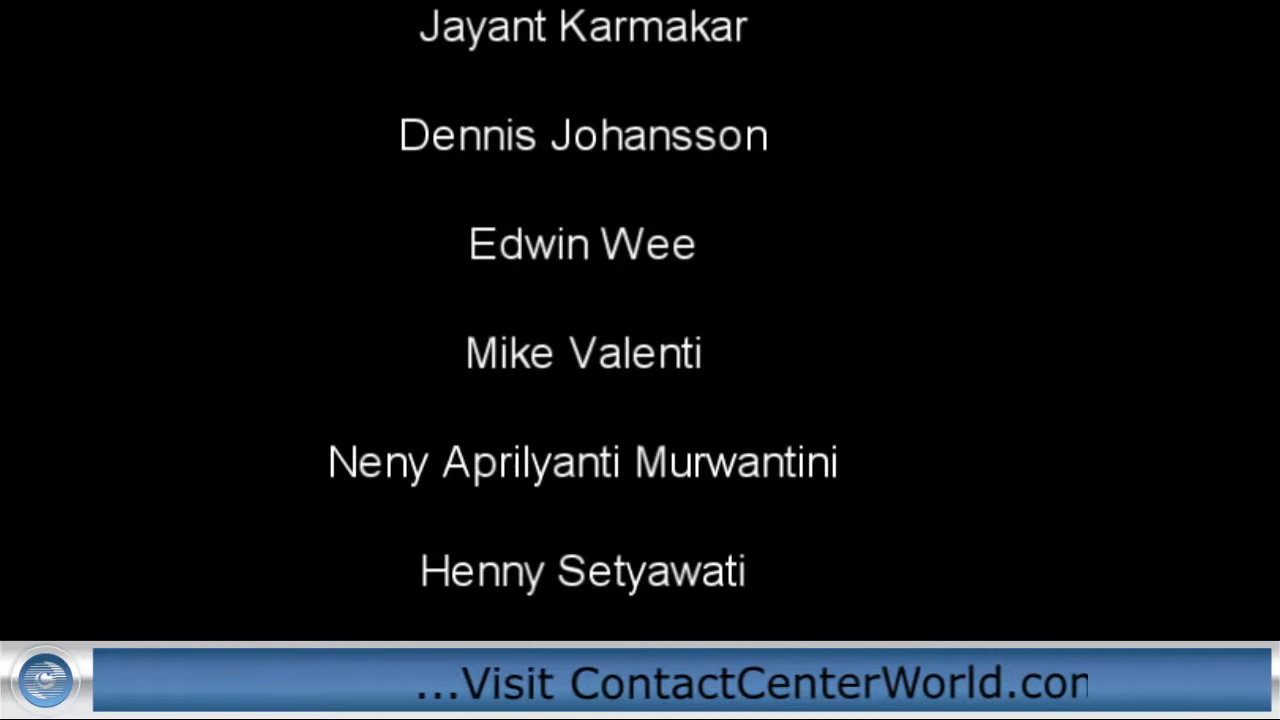 Jayant Karmakar
Dennis Johansson
Edwin Wee
Mike Valenti
Neny Aprilyanti Murwantini
Henny Setyawati
...Visit ContactCenterWorld.con